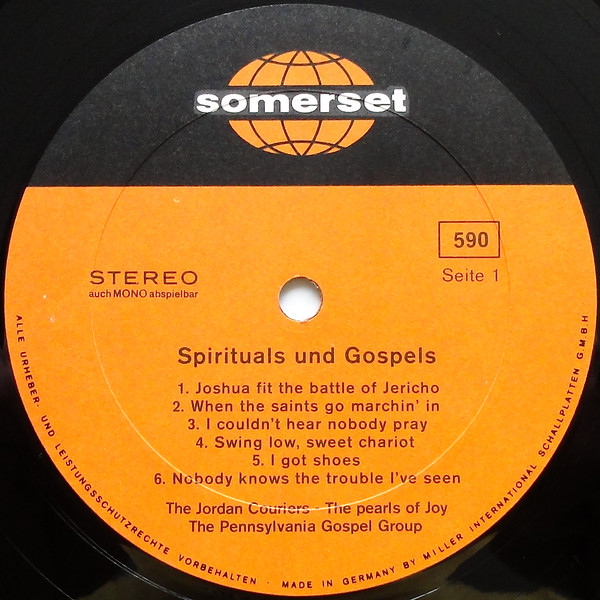 somerset
590
Seite 1
STEREO
auch MONO abspielbar
Spirituals und Gospels
1. Joshua fit the battle of Jericho
2. When the saints go marchin' in
3. I couldn't hear nobody pray
4. Swing low, sweet chariot
5. I got shoes
6. Nobody knows the trouble I've seen
The Jordan Couriers · The pearls of Joy
The Pennsylvania Gospel Group
ALLE URHEBER- UND LEISTUNGSSCHUTZRECHTE VORBEHALTEN · MADE IN GERMANY BY MILLER INTERNATIONAL SCHALLPLATTEN G.M.B.H